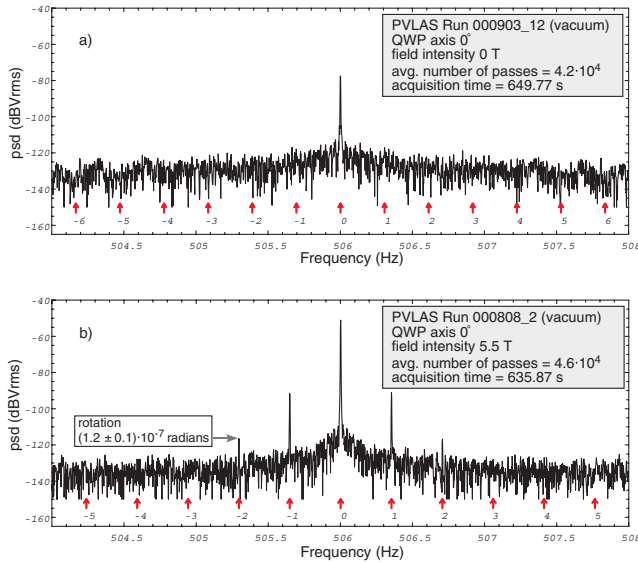 -40
-60
-80
-100
-120
-140
-160
psd (dBVrms)
a)
PVLAS Run 000903_12 (vacuum)
QWP axis 0°
field intensity 0 T
avg. number of passes = 4.2·10⁴
acquisition time = 649.77 s
-6 -5 -4 -3 -2 -1 0 1 2 3 4 5 6
504.5 505 505.5 506 506.5 507 507.5 508
Frequency (Hz)
-40
-60
-80
-100
-120
-140
-160
psd (dBVrms)
b)
PVLAS Run 000808_2 (vacuum)
QWP axis 0°
field intensity 5.5 T
avg. number of passes = 4.6·10⁴
acquisition time = 635.87 s
rotation
(1.2 ± 0.1)·10⁻⁷ radians
-5 -4 -3 -2 -1 0 1 2 3 4 5
504.5 505 505.5 506 506.5 507 507.5 508
Frequency (Hz)